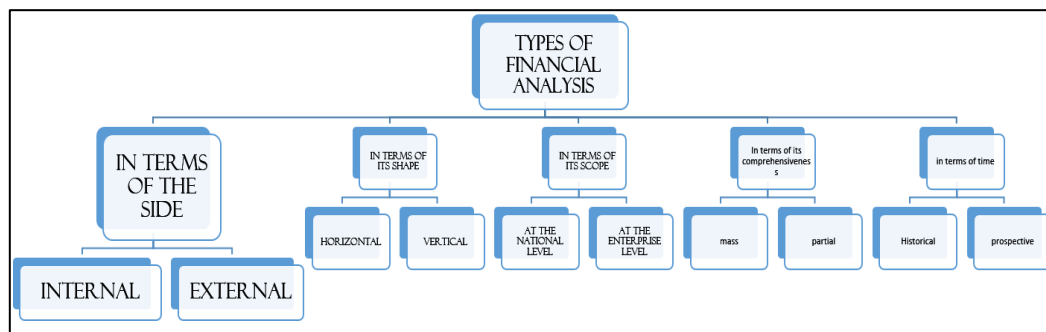 TYPES OF
FINANCIAL
ANALYSIS
IN TERMS
OF THE
SIDE
IN TERMS OF
ITS SHAPE
IN TERMS OF
ITS SCOPE
In terms of its
comprehensivenes
s
in terms of time
INTERNAL
EXTERNAL
HORIZONTAL
VERTICAL
AT THE
NATIONAL
LEVEL
AT THE
ENTERPRISE
LEVEL
mass
partial
Historical
prospective